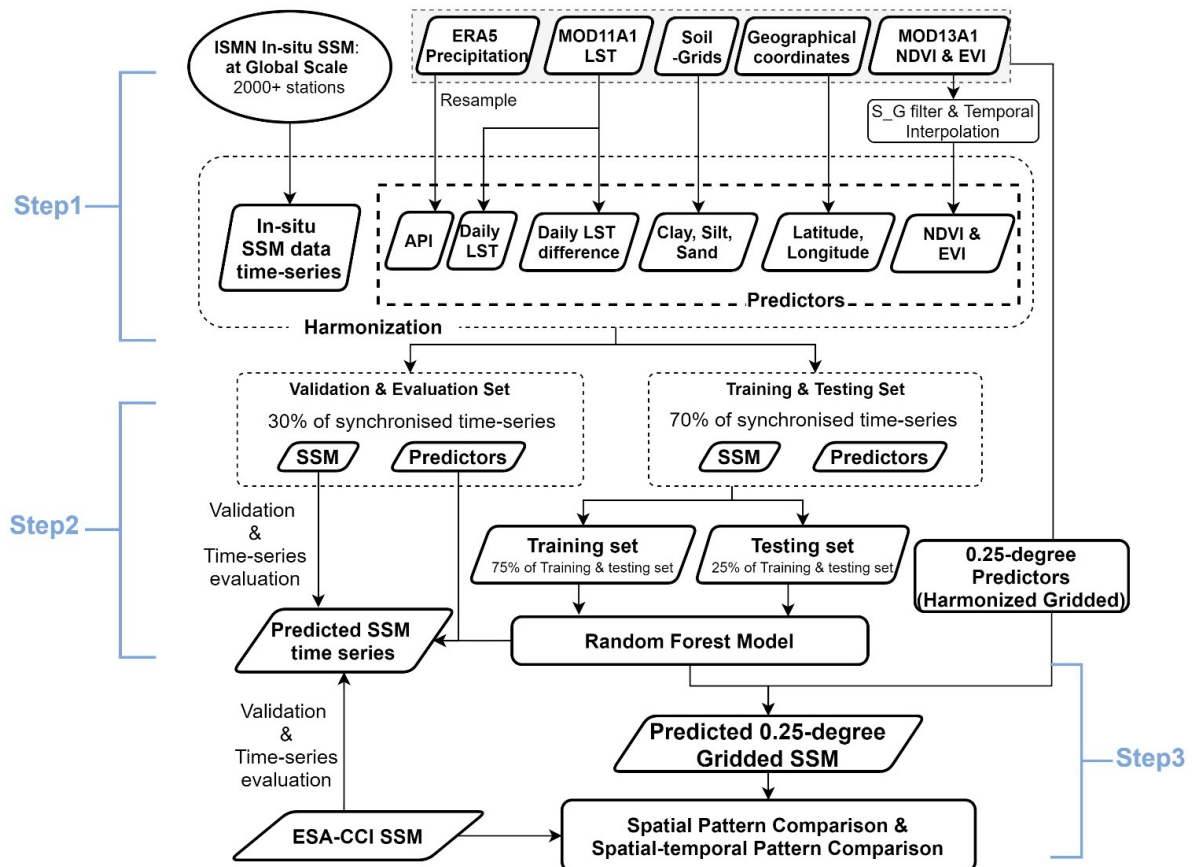 ISMN In-situ SSM:
at Global Scale
2000+ stations
ERA5
Precipitation
MOD11A1
LST
Soil
-Grids
Geographical
coordinates
MOD13A1
NDVI & EVI
Resample
S_G filter & Temporal
Interpolation
Step1
In-situ
SSM data
time-series
API
Daily
LST
Daily LST
difference
Clay, Silt,
Sand
Latitude,
Longitude
NDVI &
EVI
Predictors
Harmonization
Validation & Evaluation Set
30% of synchronised time-series
SSM
Predictors
Training & Testing Set
70% of synchronised time-series
SSM
Predictors
Step2
Validation
&
Time-series
evaluation
Training set
75% of Training & testing set
Testing set
25% of Training & testing set
0.25-degree
Predictors
(Harmonized Gridded)
Predicted SSM
time series
Random Forest Model
Validation
&
Time-series
evaluation
Predicted 0.25-degree
Gridded SSM
Step3
ESA-CCI SSM
Spatial Pattern Comparison &
Spatial-temporal Pattern Comparison